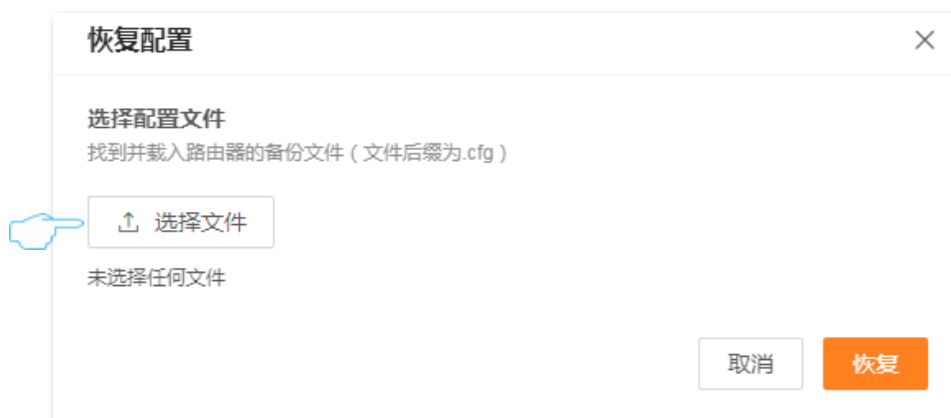 恢复配置
选择配置文件
找到并载入路由器的备份文件（文件后缀为.cfg）
选择文件
未选择任何文件
取消 恢复